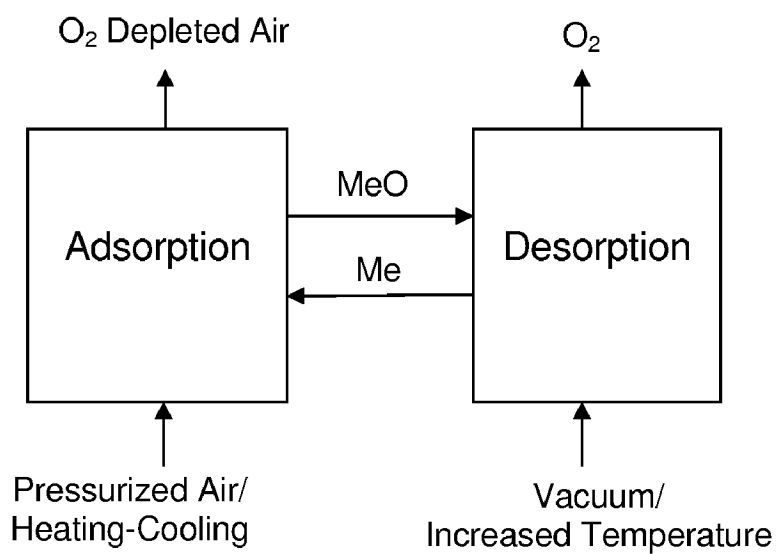 O₂ Depleted Air
O₂
MeO
Adsorption
Desorption
Me
Pressurized Air/
Heating-Cooling
Vacuum/
Increased Temperature